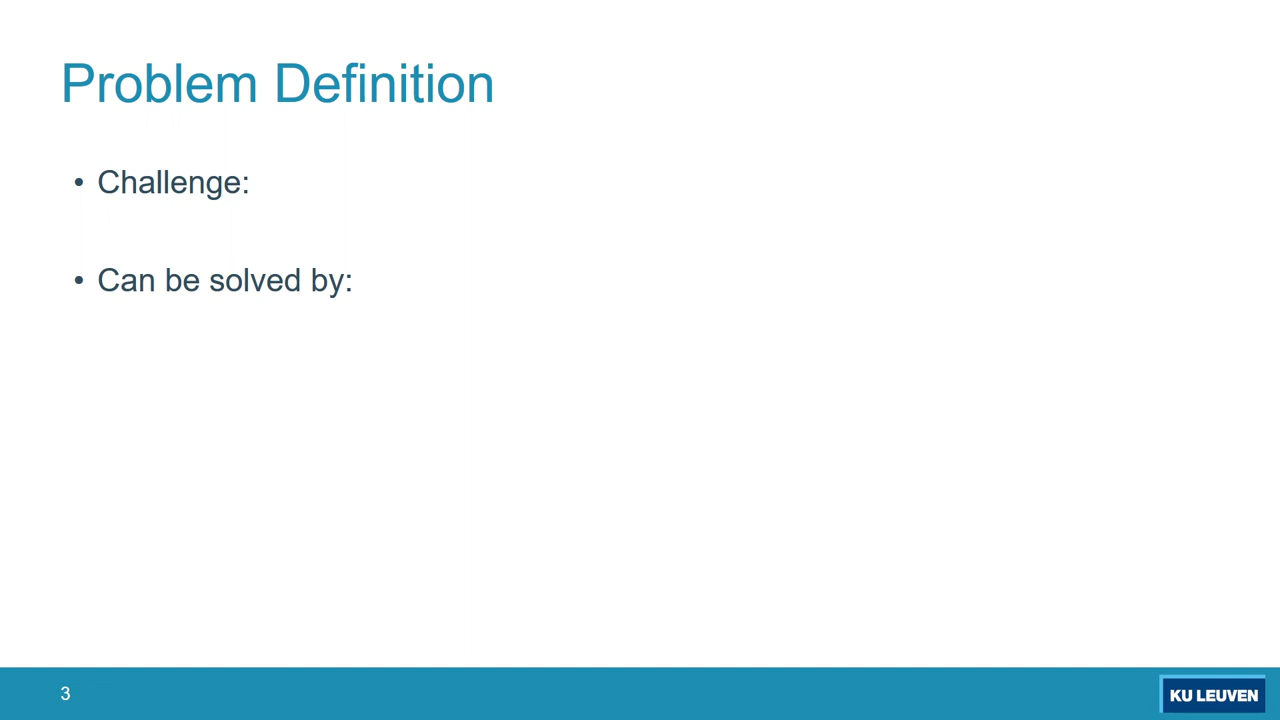 Problem Definition
• Challenge:
• Can be solved by:
3
KU LEUVEN